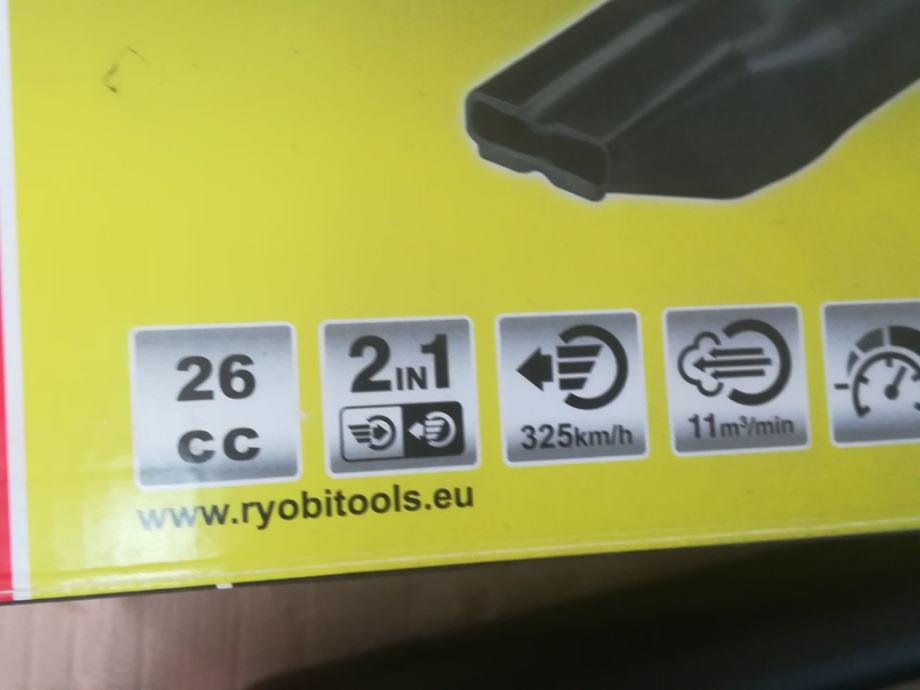 26
cc
2IN1
325km/h
11m³/min
www.ryobitools.eu